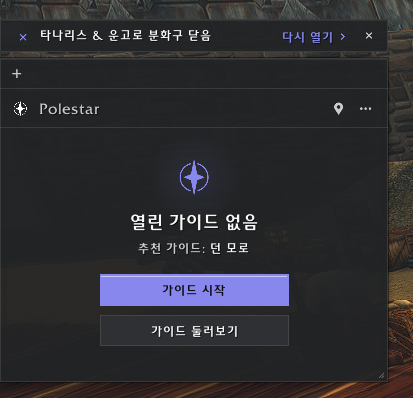 타나리스 & 운고로 분화구 닫음 다시 열기
Polestar
열린 가이드 없음
추천 가이드: 던 모로
가이드 시작
가이드 둘러보기